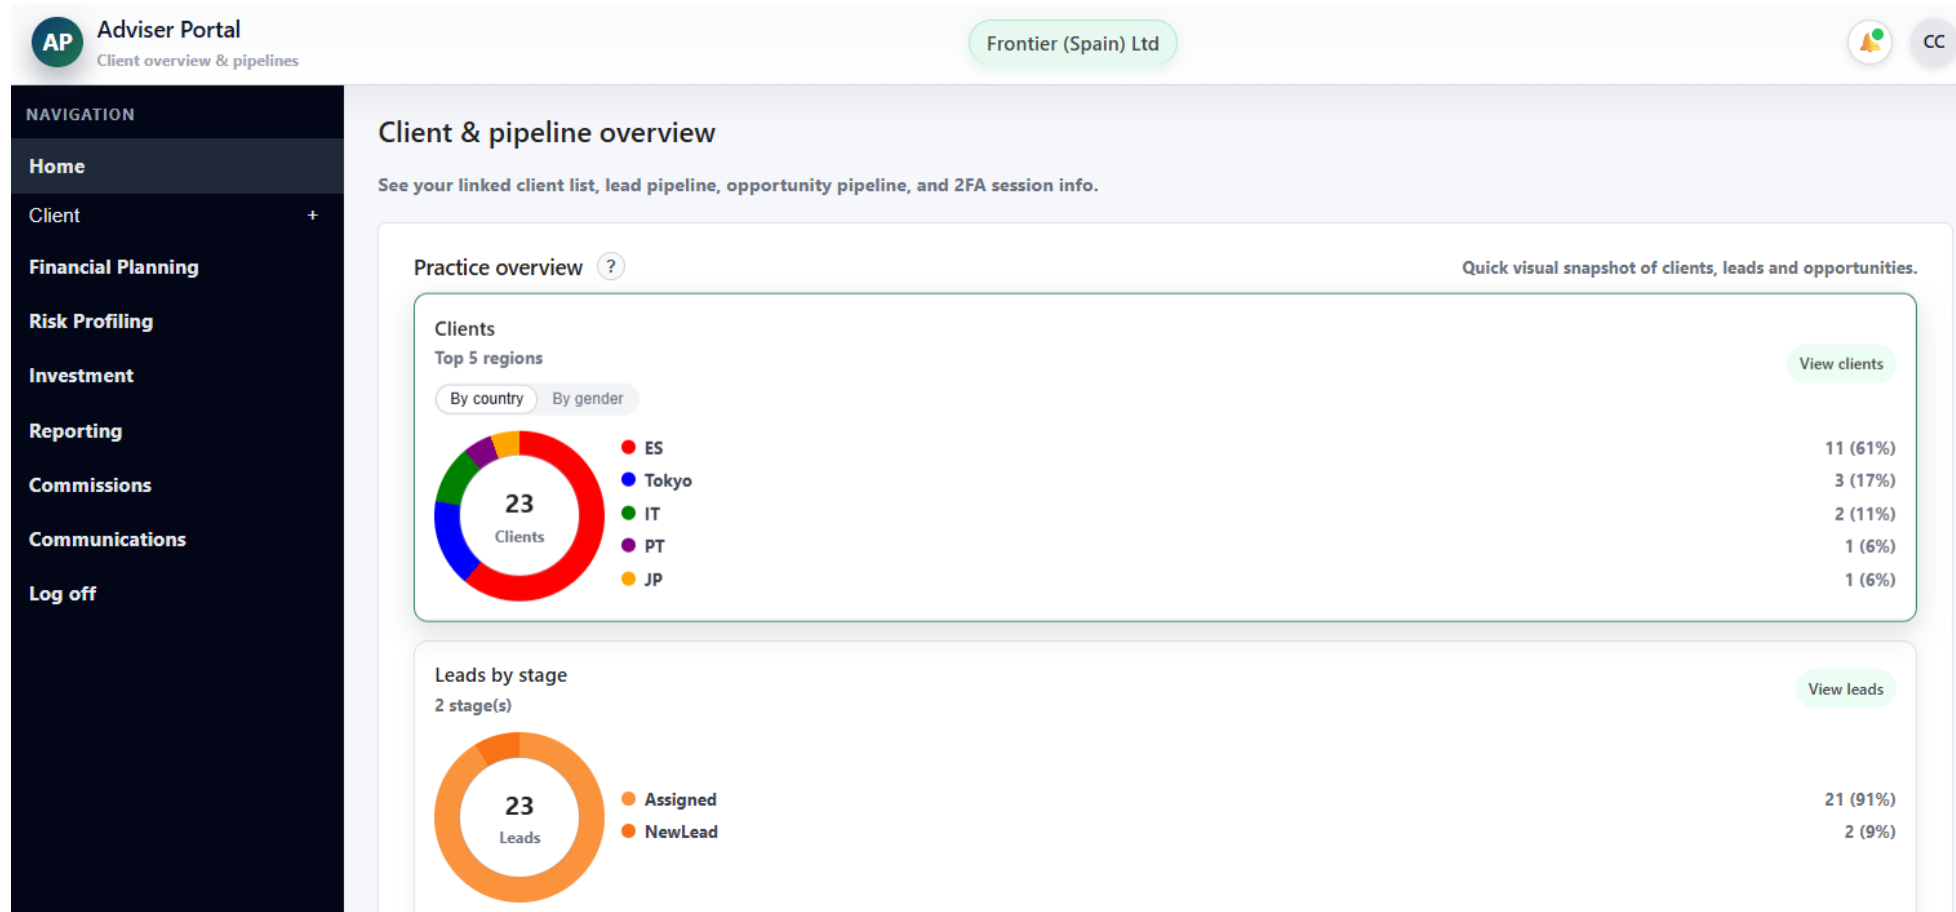 AP
Adviser Portal
Client overview & pipelines
Frontier (Spain) Ltd
CC
NAVIGATION
Home
Client +
Financial Planning
Risk Profiling
Investment
Reporting
Commissions
Communications
Log off
Client & pipeline overview
See your linked client list, lead pipeline, opportunity pipeline, and 2FA session info.
Practice overview ?
Quick visual snapshot of clients, leads and opportunities.
Clients
Top 5 regions
View clients
By country By gender
23
Clients
ES 11 (61%)
Tokyo 3 (17%)
IT 2 (11%)
PT 1 (6%)
JP 1 (6%)
Leads by stage
2 stage(s)
View leads
23
Leads
Assigned 21 (91%)
NewLead 2 (9%)